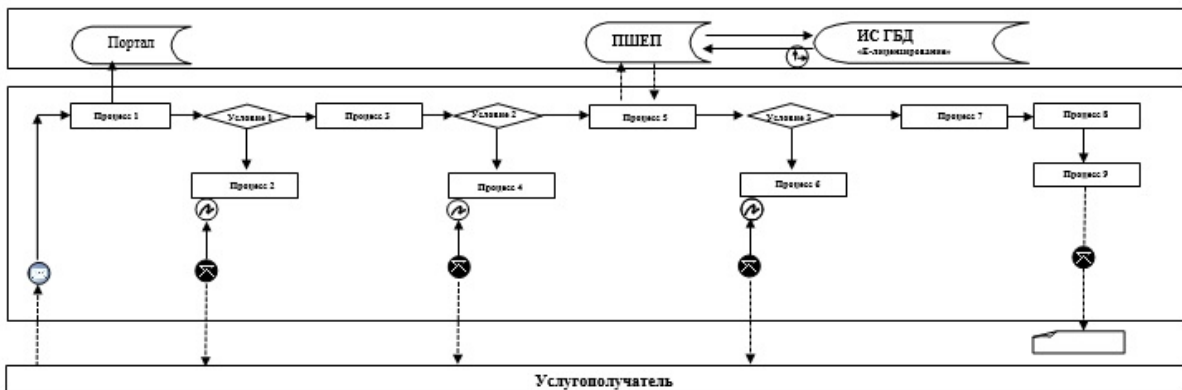 Портал
ПШЕП
ИС ГБД
«Е-лицензирование»
Процесс 1
Условие 1
Процесс 3
Условие 2
Процесс 5
Условие 3
Процесс 7
Процесс 8
Процесс 2
Процесс 4
Процесс 6
Процесс 9
Услугополучатель